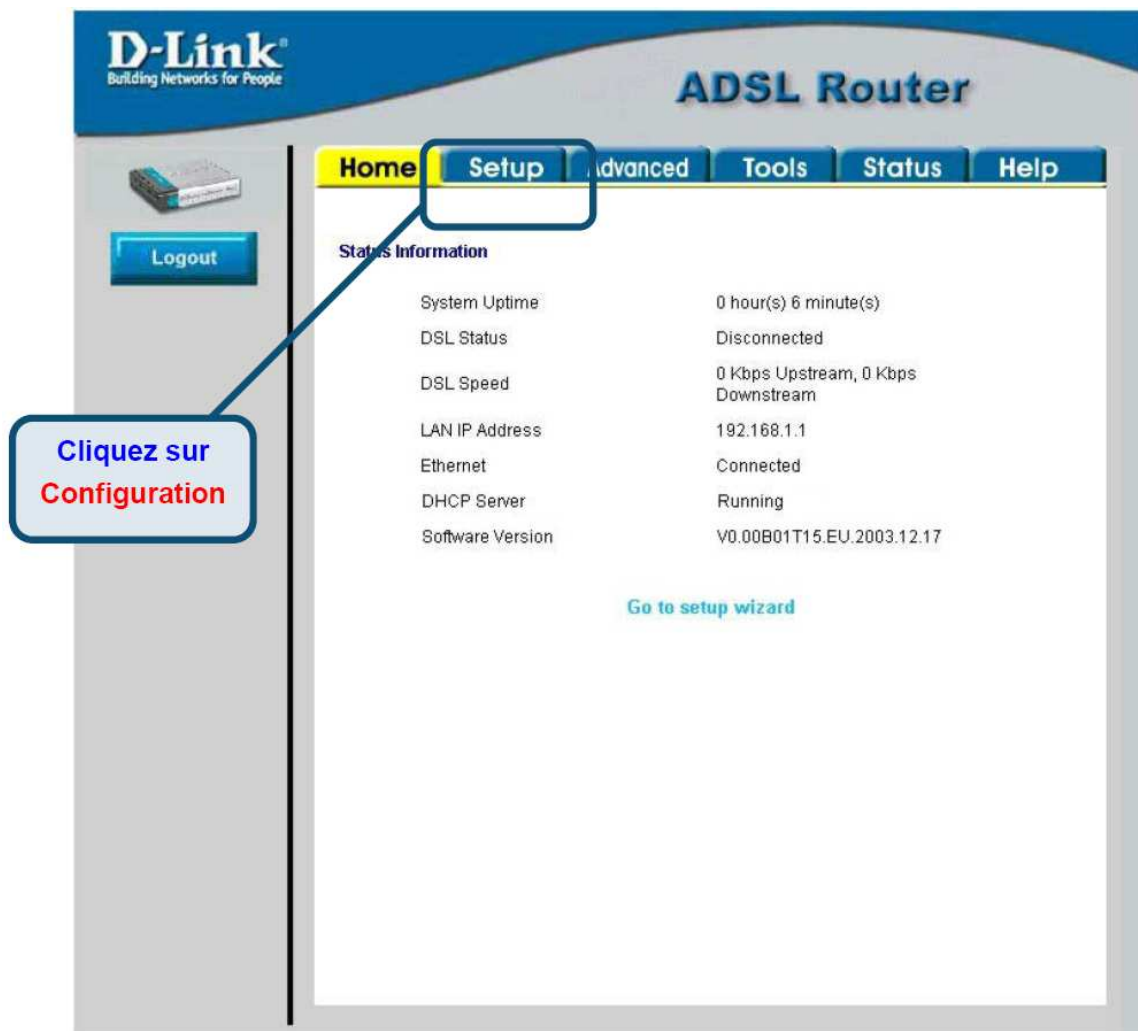 D-Link®
Building Networks for People
ADSL Router
Home Setup Advanced Tools Status Help
Logout
Status Information
System Uptime 0 hour(s) 6 minute(s)
DSL Status Disconnected
DSL Speed 0 Kbps Upstream, 0 Kbps
Downstream
LAN IP Address 192.168.1.1
Ethernet Connected
DHCP Server Running
Software Version V0.00B01T15.EU.2003.12.17
Go to setup wizard
Cliquez sur
Configuration